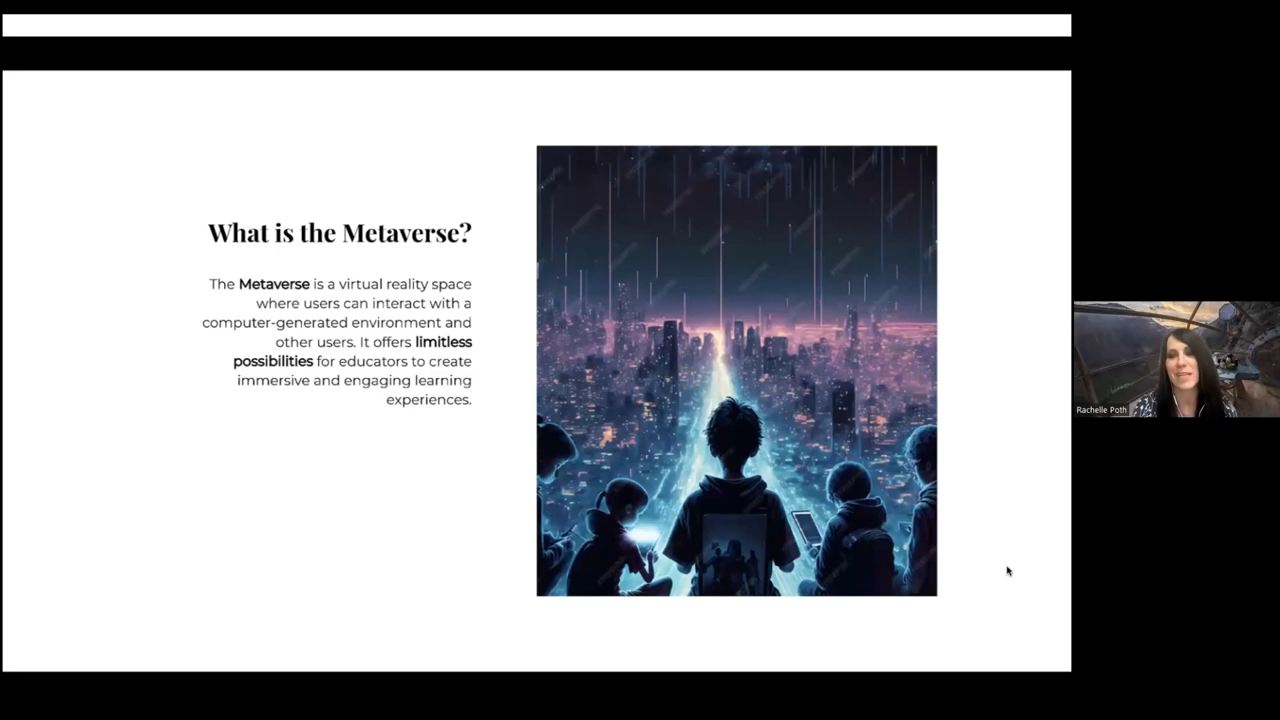 What is the Metaverse?
The Metaverse is a virtual reality space
where users can interact with a
computer-generated environment and
other users. It offers limitless
possibilities for educators to create
immersive and engaging learning
experiences.
Rachelle Poth